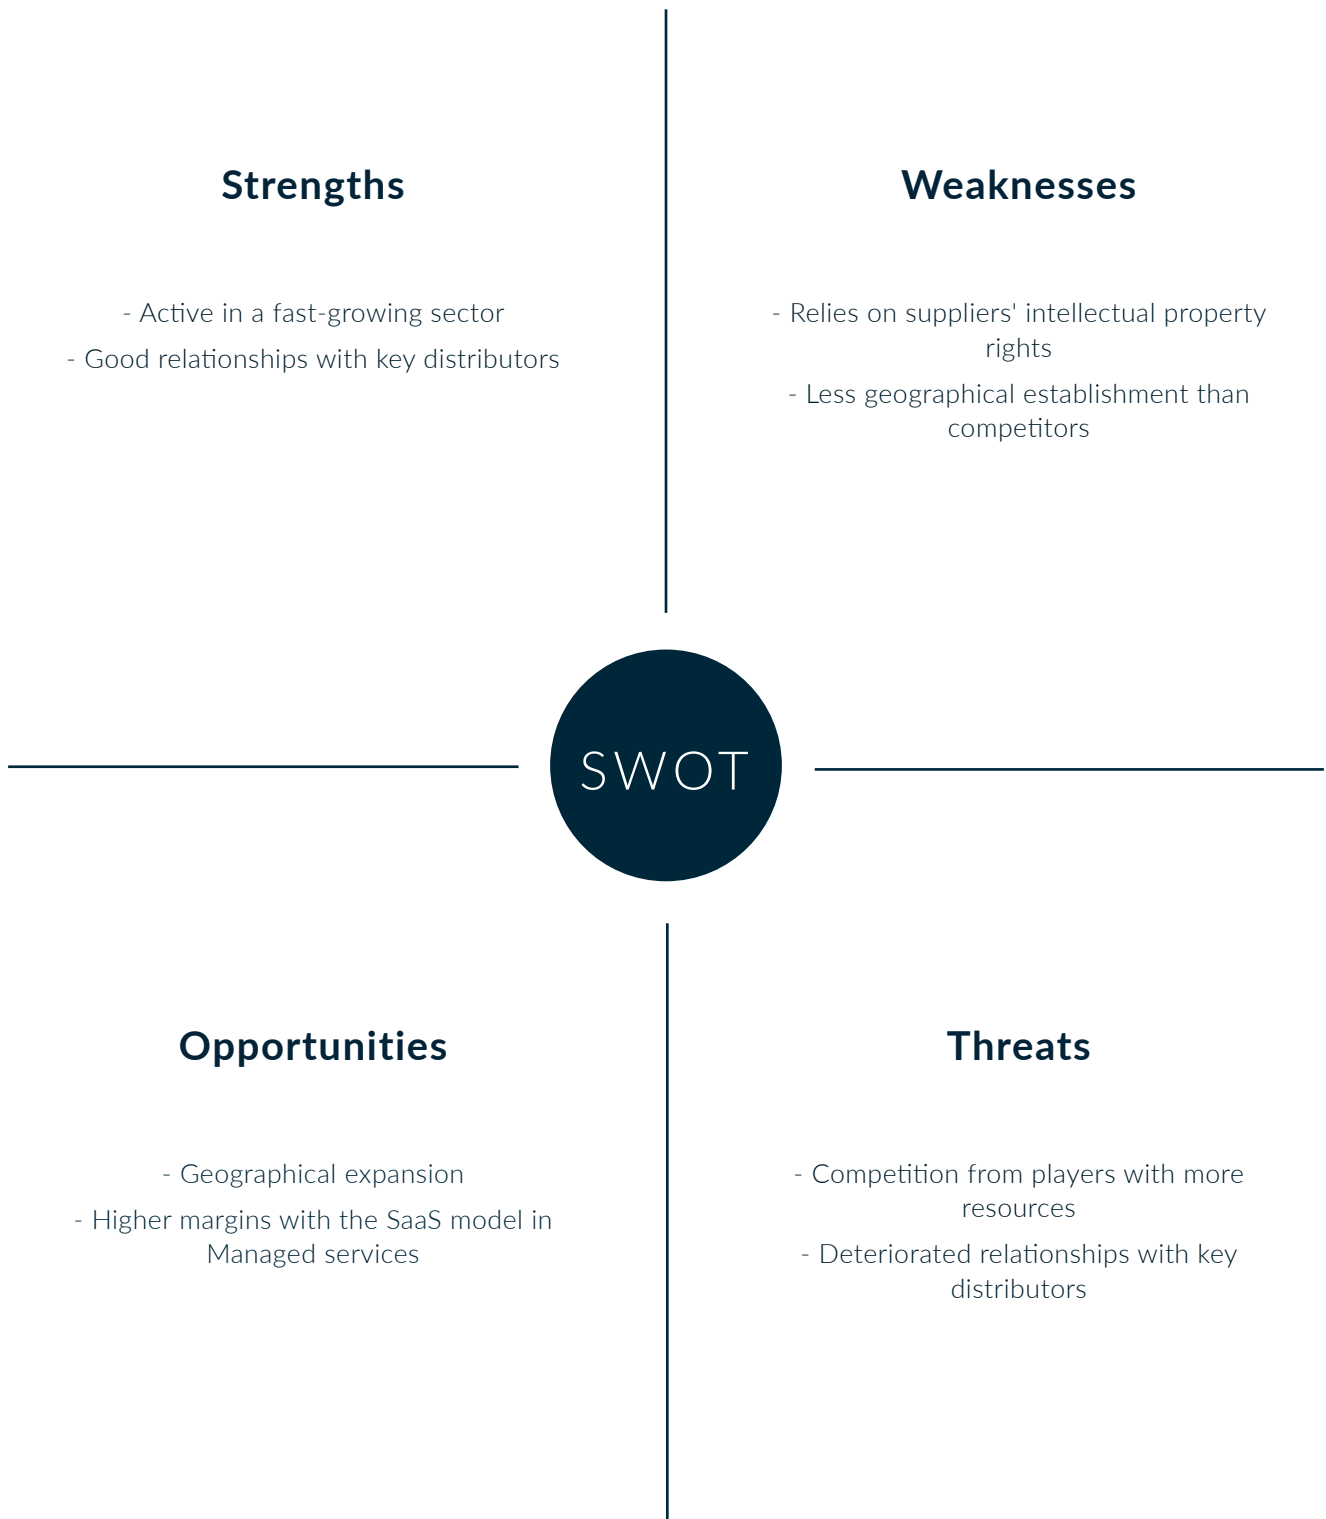 Strengths
- Active in a fast-growing sector
- Good relationships with key distributors
Weaknesses
- Relies on suppliers' intellectual property
rights
- Less geographical establishment than
competitors
SWOT
Opportunities
- Geographical expansion
- Higher margins with the SaaS model in
Managed services
Threats
- Competition from players with more
resources
- Deteriorated relationships with key
distributors